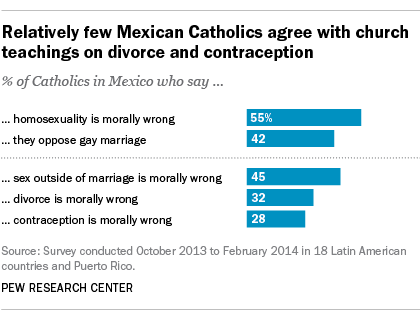 Relatively few Mexican Catholics agree with church
teachings on divorce and contraception
% of Catholics in Mexico who say ...
... homosexuality is morally wrong 55%
... they oppose gay marriage 42
... sex outside of marriage is morally wrong 45
... divorce is morally wrong 32
... contraception is morally wrong 28
Source: Survey conducted October 2013 to February 2014 in 18 Latin American
countries and Puerto Rico.
PEW RESEARCH CENTER